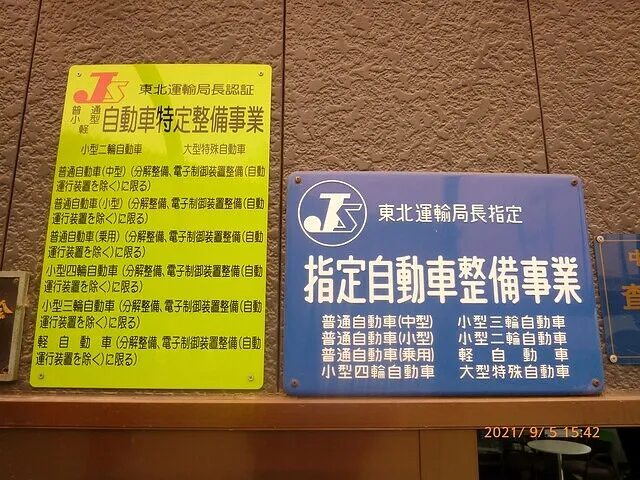 JS 東北運輸局長認証
普通
小型
軽
自動車特定整備事業
小型二輪自動車 大型特殊自動車
普通自動車(中型)(分解整備、電子制御装置整備(自動
運行装置を除く)に限る)
普通自動車(小型)(分解整備、電子制御装置整備(自動
運行装置を除く)に限る)
普通自動車(乗用)(分解整備、電子制御装置整備(自動
運行装置を除く)に限る)
小型四輪自動車(分解整備、電子制御装置整備(自動
運行装置を除く)に限る)
小型三輪自動車(分解整備、電子制御装置整備(自動
運行装置を除く)に限る)
軽自動車(分解整備、電子制御装置整備(自動
運行装置を除く)に限る)
JS 東北運輸局長指定
指定自動車整備事業
普通自動車(中型) 小型三輪自動車
普通自動車(小型) 小型二輪自動車
普通自動車(乗用) 軽自動車
小型四輪自動車 大型特殊自動車
中
査
2021/ 9/ 5 15:42